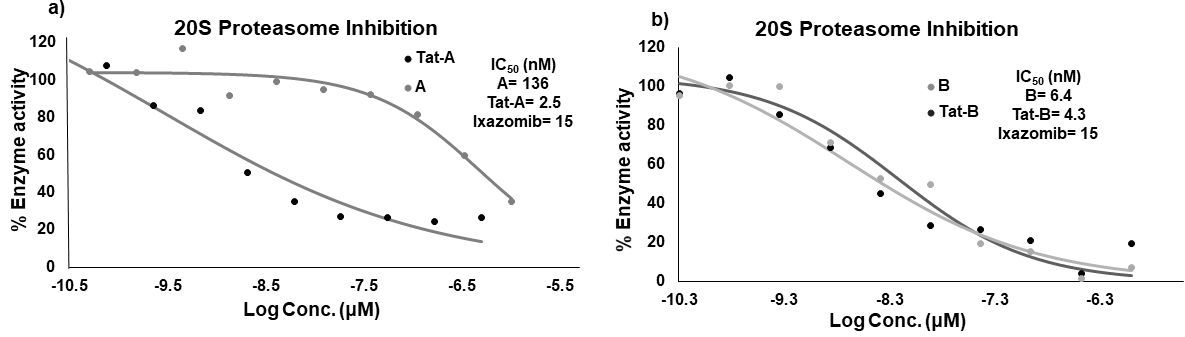 a)
20S Proteasome Inhibition
120
100
80
60
40
20
0
% Enzyme activity
-10.5 -9.5 -8.5 -7.5 -6.5 -5.5
Log Conc. (µM)
Tat-A
A
IC50 (nM)
A= 136
Tat-A= 2.5
Ixazomib= 15
b)
20S Proteasome Inhibition
120
100
80
60
40
20
0
% Enzyme activity
-10.3 -9.3 -8.3 -7.3 -6.3
Log Conc. (µM)
B
Tat-B
IC50 (nM)
B= 6.4
Tat-B= 4.3
Ixazomib= 15